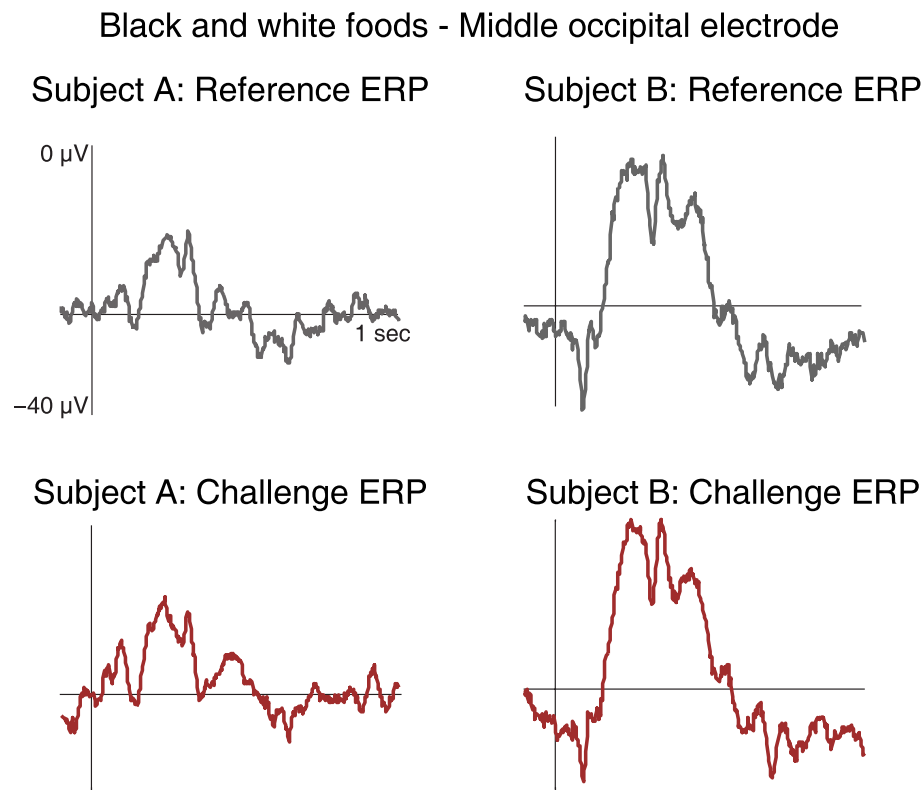 Black and white foods - Middle occipital electrode
Subject A: Reference ERP
Subject B: Reference ERP
0 µV
1 sec
−40 µV
Subject A: Challenge ERP
Subject B: Challenge ERP